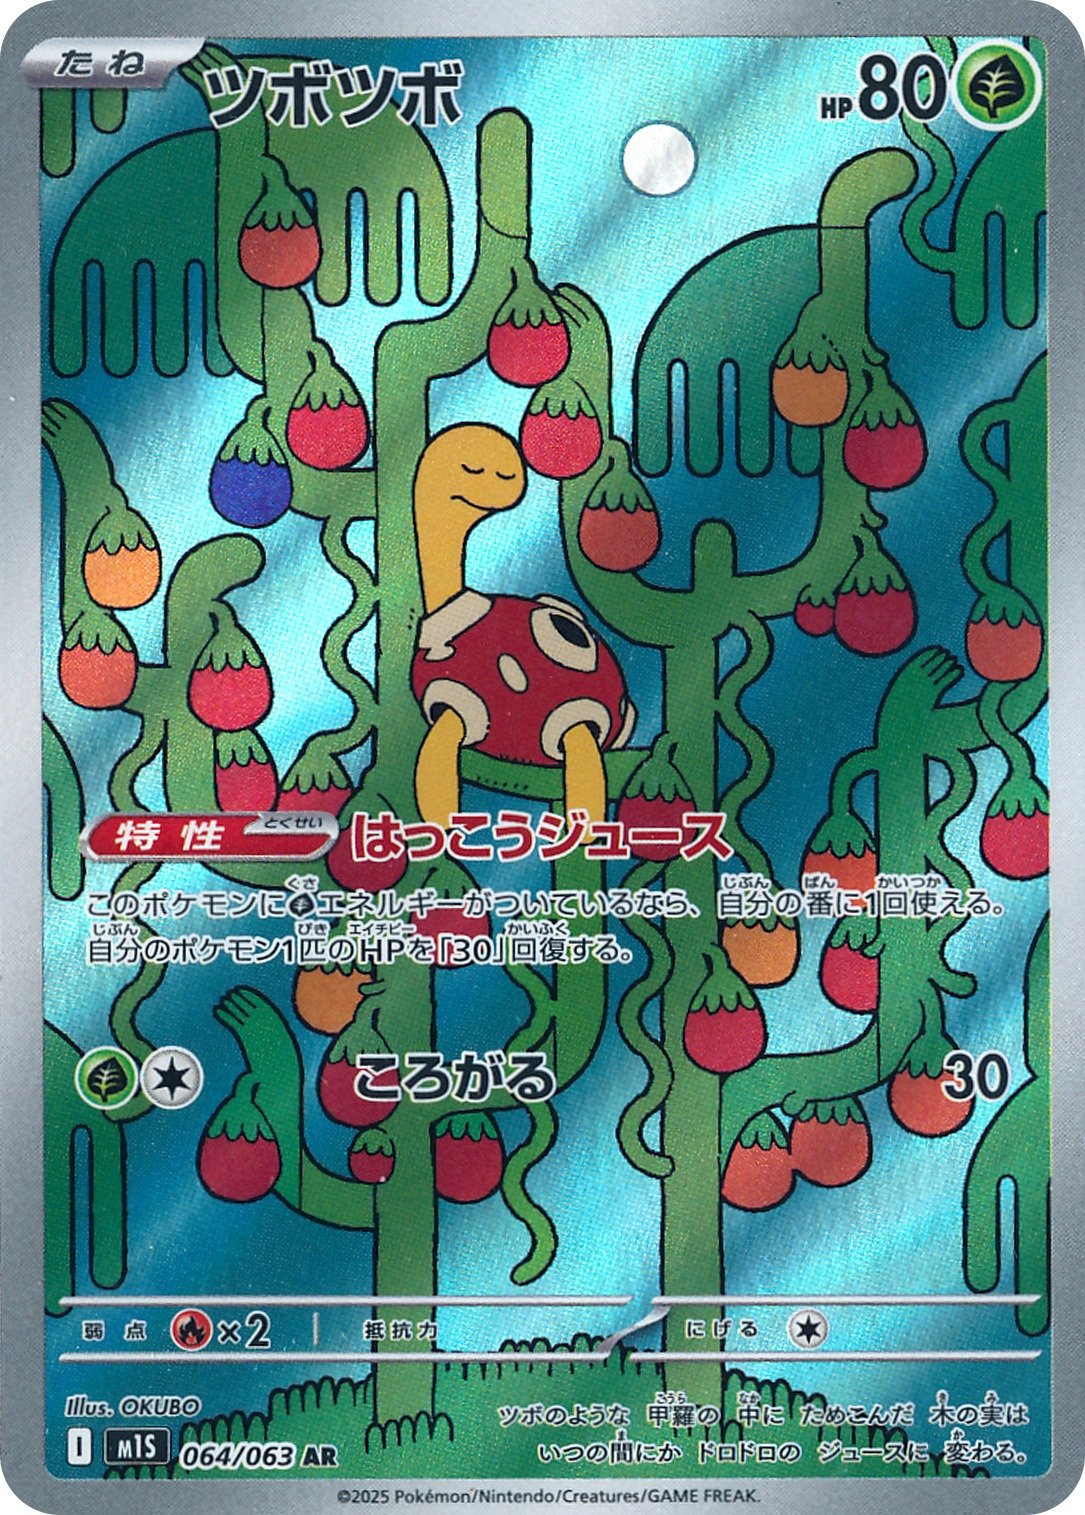 たね
ツボツボ
HP80
特性
とくせい
はっこうジュース
このポケモンにエネルギーがついているなら、自分の番に1回使える。
自分のポケモン1匹のHPを「30」回復する。
ころがる 30
弱点 ×2 抵抗力 にげる
Illus. OKUBO
ツボのような 甲羅の 中に ためこんだ 木の実は
いつの間にか ドロドロの ジュースに 変わる。
I M1S 064/063 AR
©2025 Pokémon/Nintendo/Creatures/GAME FREAK.